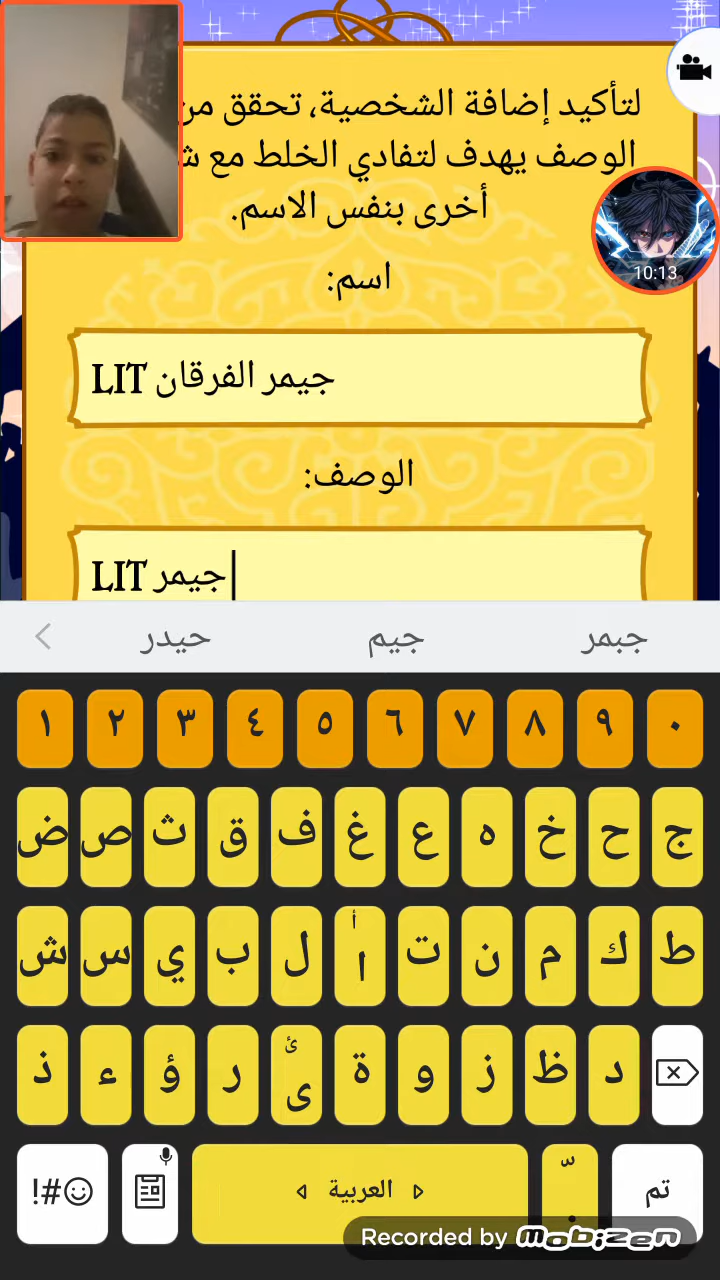 لتأكيد إضافة الشخصية، تحقق من
الوصف يهدف لتفادي الخلط مع
أخرى بنفس الاسم.
10:13
اسم:
جيمر الفرقان LIT
الوصف:
جيمر LIT
حيدر جيم جبمر
١ ٢ ٣ ٤ ٥ ٦ ٧ ٨ ٩ ٠
ض ص ث ق ف غ ع ه خ ح ج
ش س ي ب ل أ ا ت ن م ك ط
ذ ء ؤ ر ئ ى ة و ز ظ د
!#☺ العربية تم
Recorded by mobizen